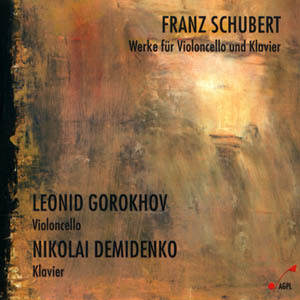 FRANZ SCHUBERT
Werke für Violoncello und Klavier
LEONID GOROKHOV
Violoncello
NIKOLAI DEMIDENKO
Klavier
AGPL